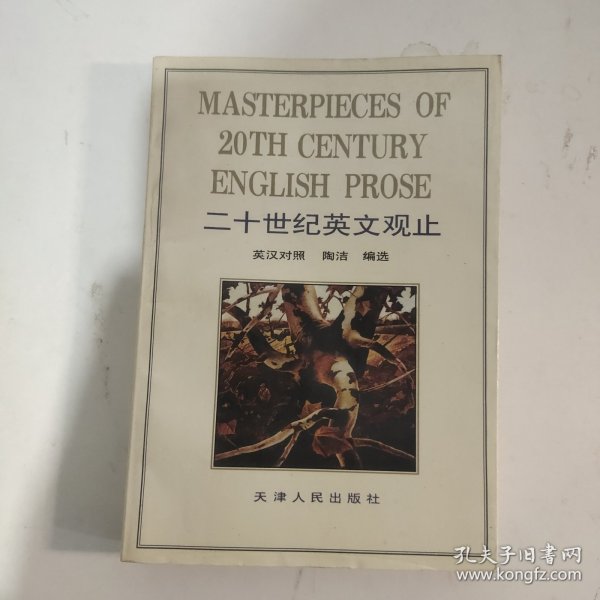 MASTERPIECES OF
20TH CENTURY
ENGLISH PROSE
二十世纪英文观止
英汉对照 陶洁 编选
天津人民出版社
孔夫子旧书网
www.kongfz.com